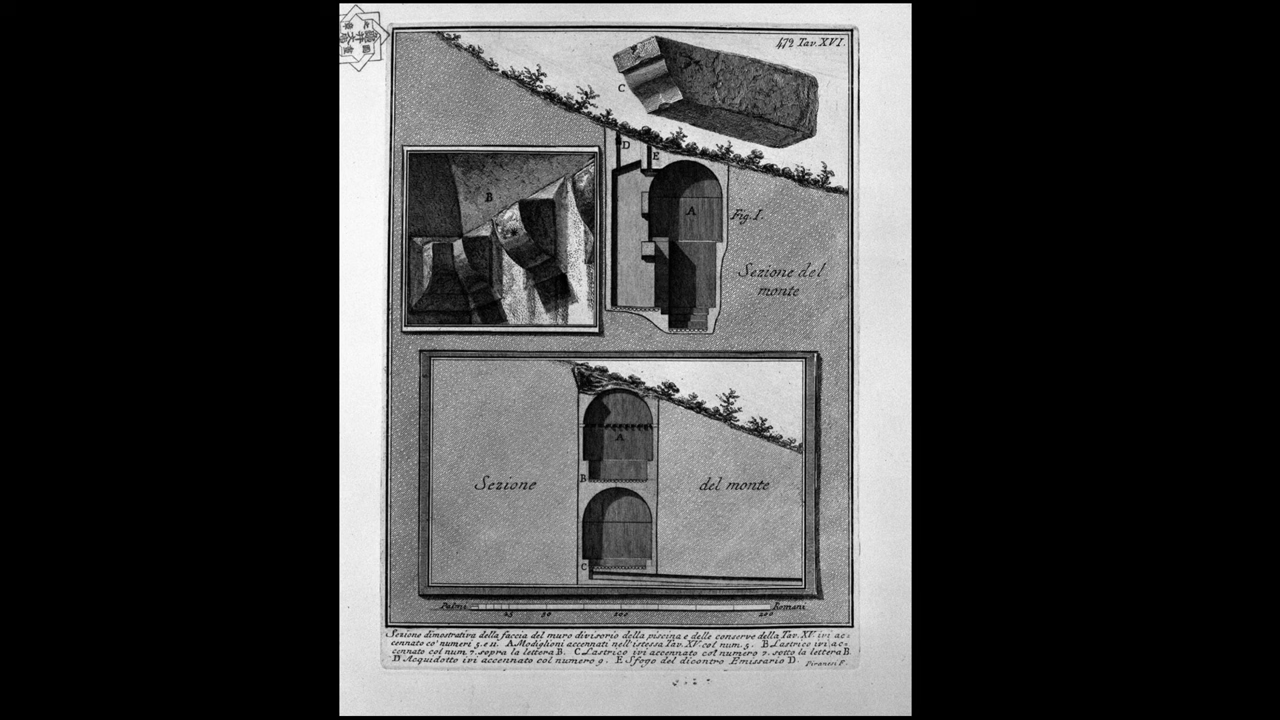 472 Tav. XVI.
C
D
E
B
A
Fig. I.
Sezione del
monte
A
Sezione
del monte
B
C
Palmi
Romani
25 50 100 200
Sezione dimostrativa della faccia del muro divisorio della piscina e delle conserve della Tav. XV. ivi ac=
cennato co' numeri 5. e 11. A Modiglioni accennati nell' istessa Tav. XV. col num. 5. B Lastrico ivi ac=
cennato col num. 7. sopra la lettera B. C Lastrico ivi accennato col numero 7. sotto la lettera B.
D Acquidotto ivi accennato col numero 9. E Sfogo del dicontro Emissario D.
Piranesi F.